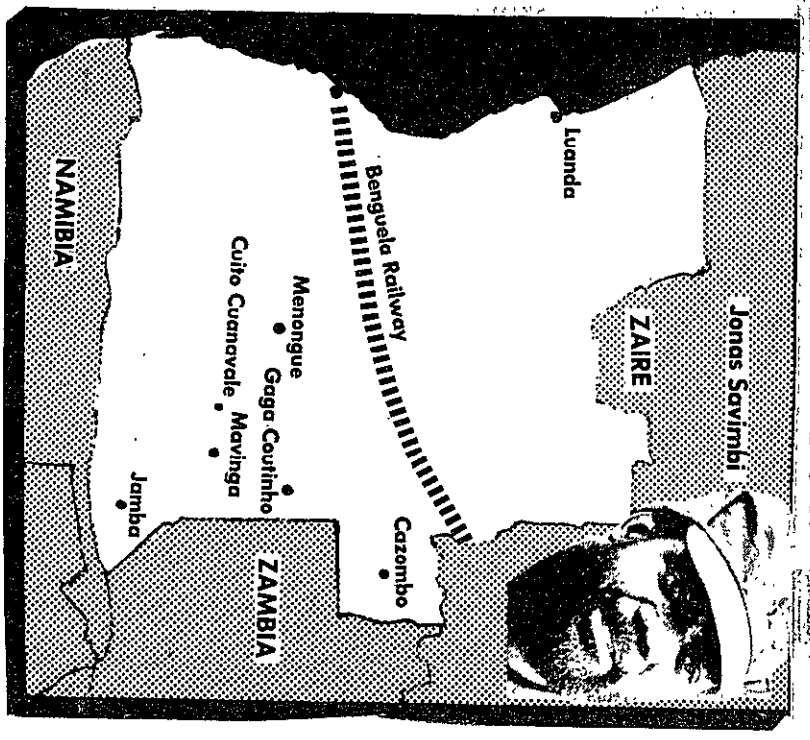 Jonas Savimbi
ZAIRE
Luanda
Benguela Railway
Cazombo
Menongue
Gaga Coutinho
Cuito Cuanavale
Mavinga
ZAMBIA
Jamba
NAMIBIA